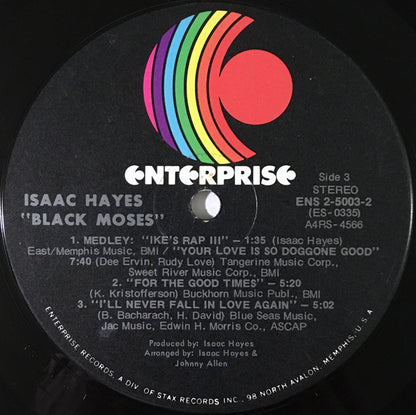 ENTERPRISE
Side 3
STEREO
ISAAC HAYES
ENS 2-5003-2
"BLACK MOSES"
(ES-0335)
A4RS-4566
1. MEDLEY: "IKE'S RAP III" – 1:35 (Isaac Hayes)
East/Memphis Music, BMI / "YOUR LOVE IS SO DOGGONE GOOD"
7:40 (Dee Ervin, Rudy Love) Tangerine Music Corp.,
Sweet River Music Corp., BMI
2. "FOR THE GOOD TIMES" – 5:20
(K. Kristofferson) Buckhorn Music Publ., BMI
3. "I'LL NEVER FALL IN LOVE AGAIN" – 5:02
(B. Bacharach, H. David) Blue Seas Music,
Jac Music, Edwin H. Morris Co., ASCAP
Produced by: Isaac Hayes
Arranged by: Isaac Hayes &
Johnny Allen
ENTERPRISE RECORDS, A DIV. OF STAX RECORDS INC., 98 NORTH AVALON, MEMPHIS, U.S.A.